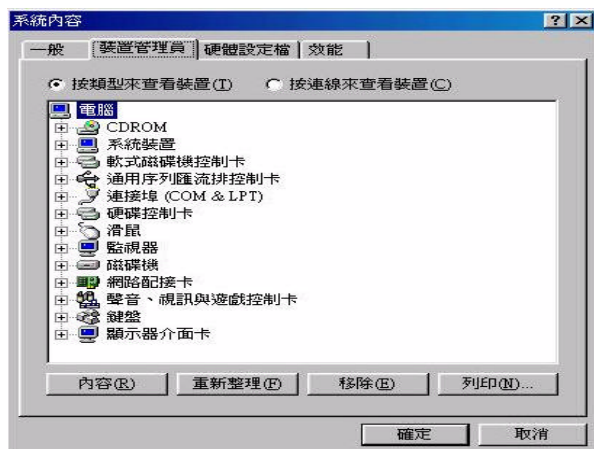 系統內容
一般 裝置管理員 硬體設定檔 效能
按類型來查看裝置(T) 按連線來查看裝置(C)
電腦
CDROM
系統裝置
軟式磁碟機控制卡
通用序列匯流排控制卡
連接埠 (COM & LPT)
硬碟控制卡
滑鼠
監視器
磁碟機
網路配接卡
聲音、視訊與遊戲控制卡
鍵盤
顯示器介面卡
內容(R) 重新整理(F) 移除(E) 列印(N)...
確定 取消